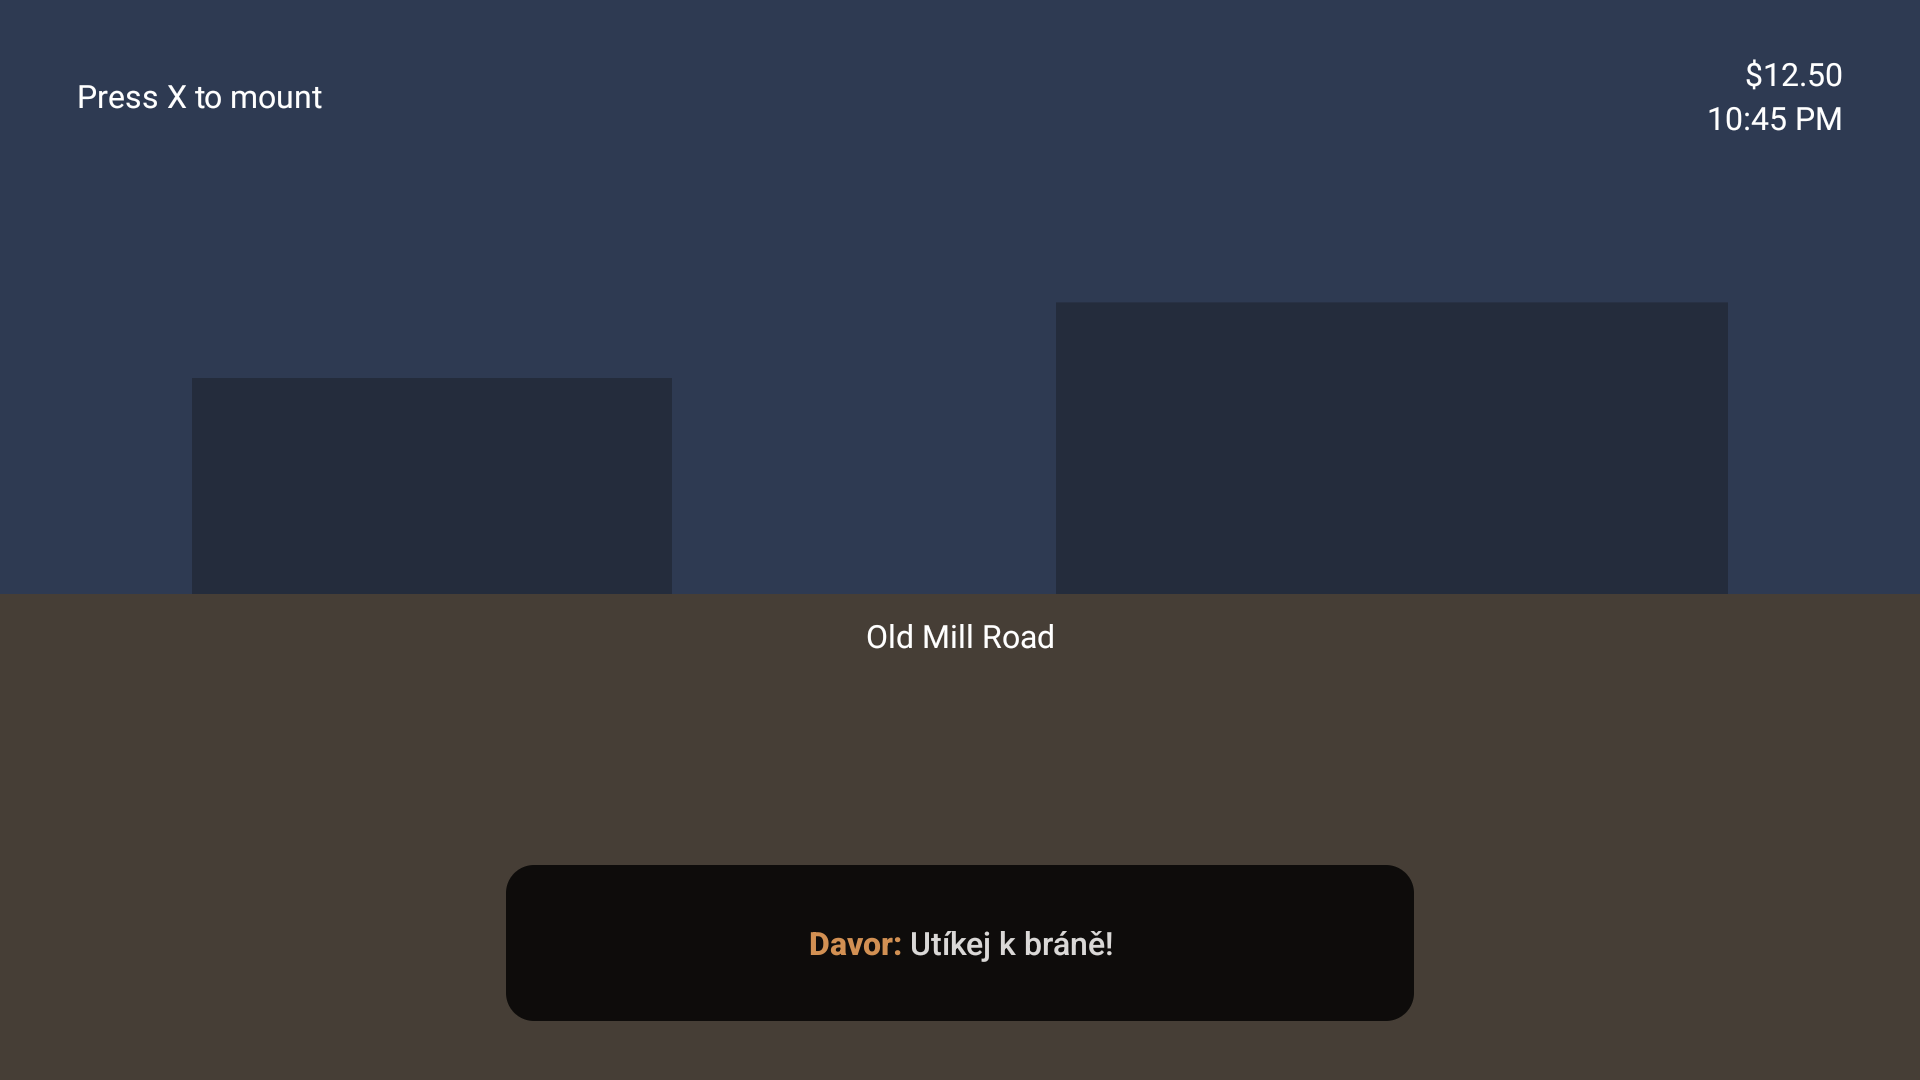 Press X to mount
$12.50
10:45 PM
Old Mill Road
Davor: Utíkej k bráně!